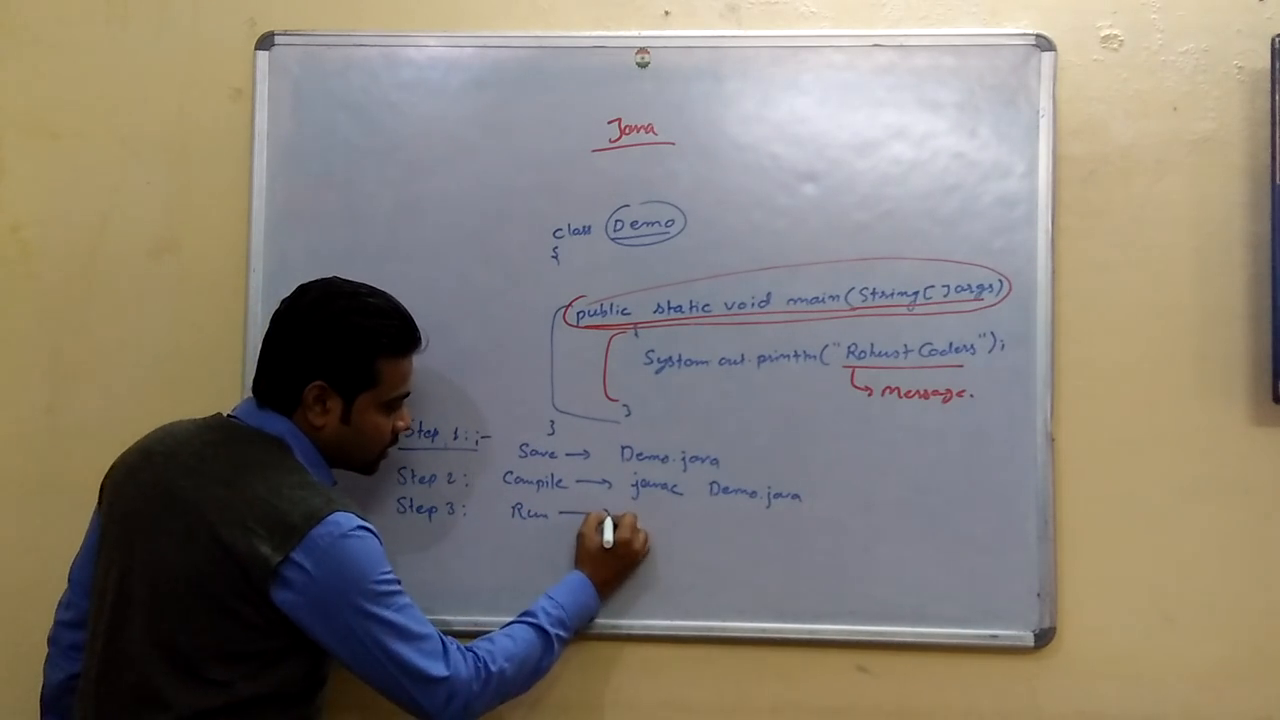 Java
class Demo
{
public static void main(String[]args)
{
System.out.println("Robust Coders");
Message.
}
}
Step 1:;-
Save → Demo.java
Step 2: Compile → javac Demo.java
Step 3: Run →